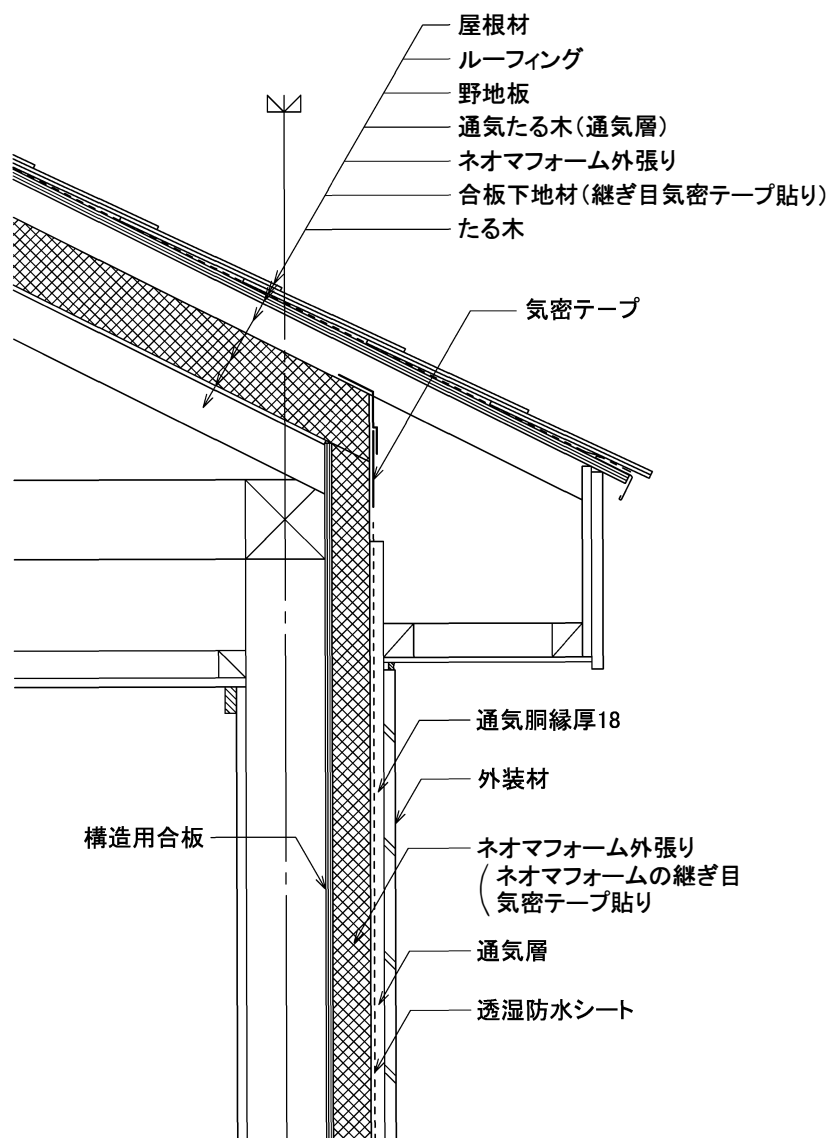 屋根材
ルーフィング
野地板
通気たる木(通気層)
ネオマフォーム外張り
合板下地材(継ぎ目気密テープ貼り)
たる木
気密テープ
通気胴縁厚18
外装材
構造用合板
ネオマフォーム外張り
(ネオマフォームの継ぎ目
気密テープ貼り
通気層
透湿防水シート